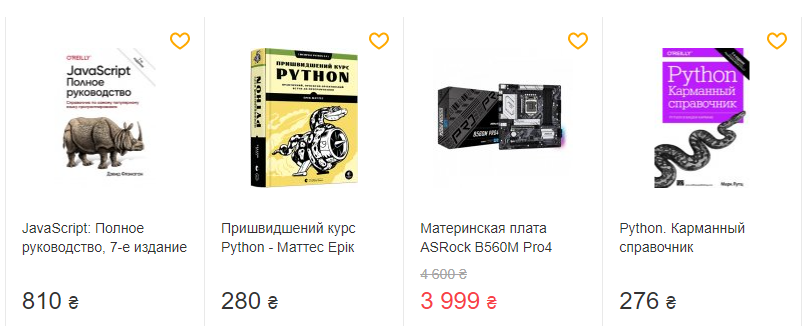 O'REILLY
JavaScript
Полное
руководство
Справочник по самому популярному
языку программирования
Дэвид Флэнаган
ПРИШВИДШЕНИЙ КУРС
PYTHON
PYTHON
B560M PRO4
O'REILLY
Python
Карманный
справочник
Марк Лутц
JavaScript: Полное
руководство, 7-е издание
810 ₴
Пришвидшений курс
Python - Маттес Ерік
280 ₴
Материнская плата
ASRock B560M Pro4
4 600 ₴
3 999 ₴
Python. Карманный
справочник
276 ₴